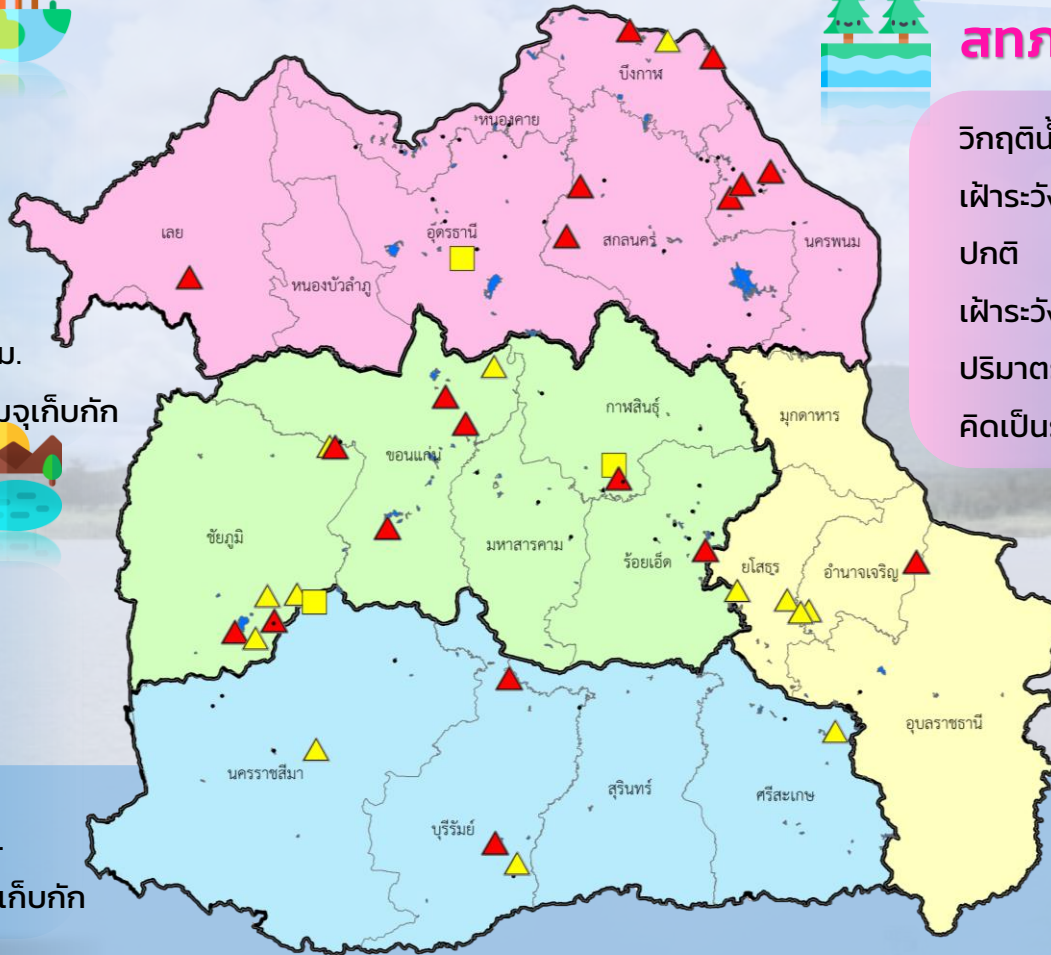 สทภ
วิกฤติน้
เฝ้าระวัง
ปกติ
เฝ้าระวัง
ปริมาตร
คิดเป็นร
ม.
มจุเก็บกัก
.
เก็บกัก
บึงกาฬ
หนองคาย
เลย
อุดรธานี
สกลนคร
นครพนม
หนองบัวลำภู
กาฬสินธุ์
มุกดาหาร
ขอนแก่น
ชัยภูมิ
มหาสารคาม
ร้อยเอ็ด
ยโสธร
อำนาจเจริญ
อุบลราชธานี
นครราชสีมา
สุรินทร์
ศรีสะเกษ
บุรีรัมย์